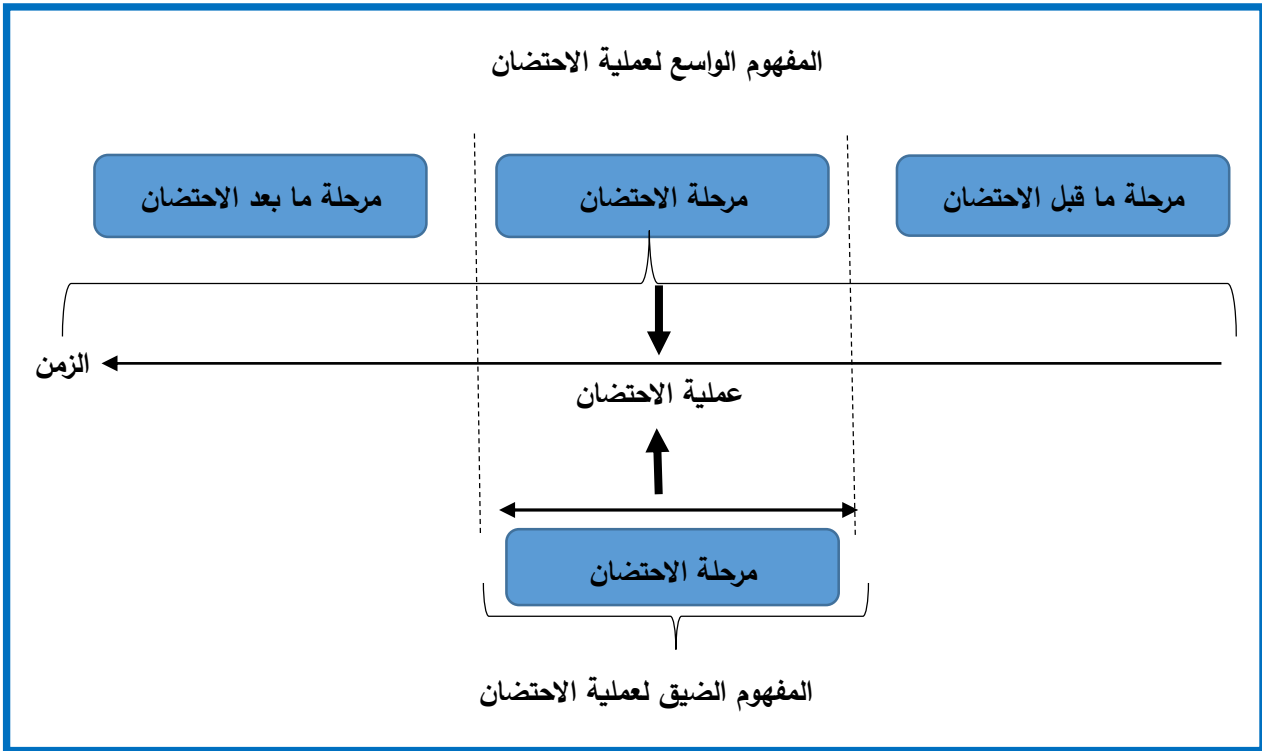 المفهوم الواسع لعملية الاحتضان
مرحلة ما قبل الاحتضان
مرحلة الاحتضان
مرحلة ما بعد الاحتضان
الزمن
عملية الاحتضان
مرحلة الاحتضان
المفهوم الضيق لعملية الاحتضان